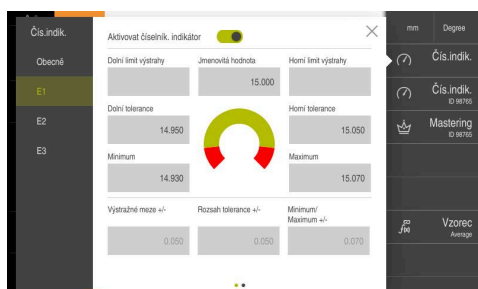 Čís.indik.
Obecné
E1
E2
E3
Aktivovat číselník. indikátor
Dolní limit výstrahy
Jmenovitá hodnota
Horní limit výstrahy
15.000
Dolní tolerance
Horní tolerance
14.950
15.050
Minimum
Maximum
14.930
15.070
Výstražné meze +/-
Rozsah tolerance +/-
Minimum/
Maximum +/-
0.050
0.050
0.070
mm
Degree
Čís.indik.
Čís.indik.
ID 98765
Mastering
ID 98765
f(x)
Vzorec
Average